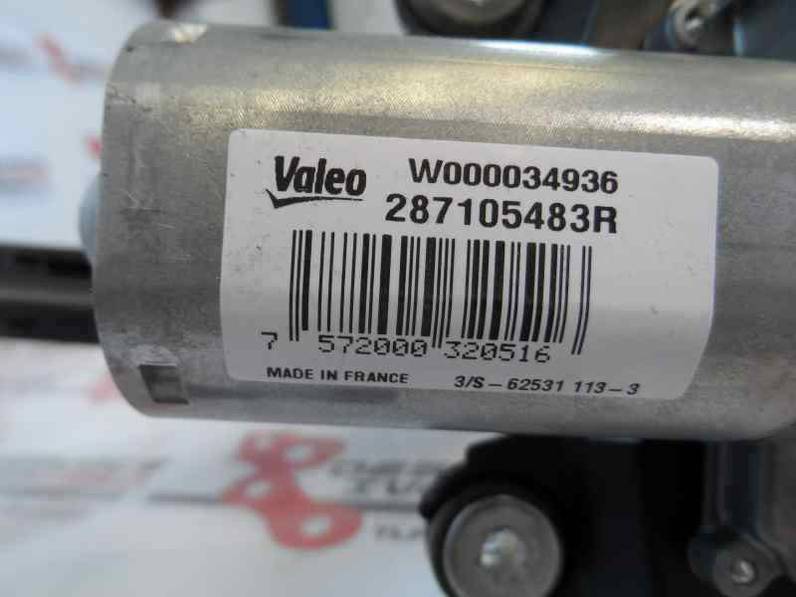 Valeo W000034936
287105483R
7 572000 320516
MADE IN FRANCE 3/S-62531 113-3